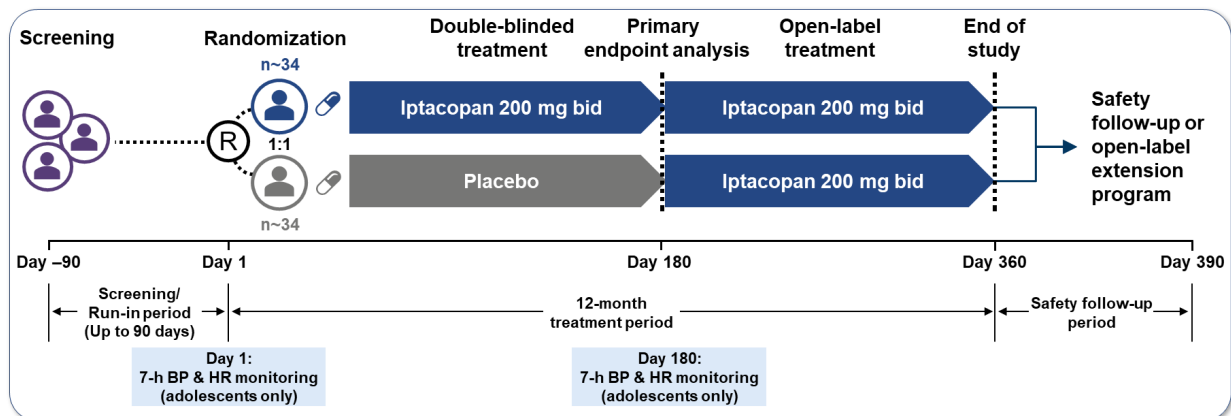 Screening
Randomization
Double-blinded
treatment
Primary
endpoint analysis
Open-label
treatment
End of
study
n~34
Iptacopan 200 mg bid
Iptacopan 200 mg bid
R
1:1
Placebo
Iptacopan 200 mg bid
n~34
Safety
follow-up or
open-label
extension
program
Day –90
Day 1
Day 180
Day 360
Day 390
Screening/
Run-in period
(Up to 90 days)
12-month
treatment period
Safety follow-up
period
Day 1:
7-h BP & HR monitoring
(adolescents only)
Day 180:
7-h BP & HR monitoring
(adolescents only)